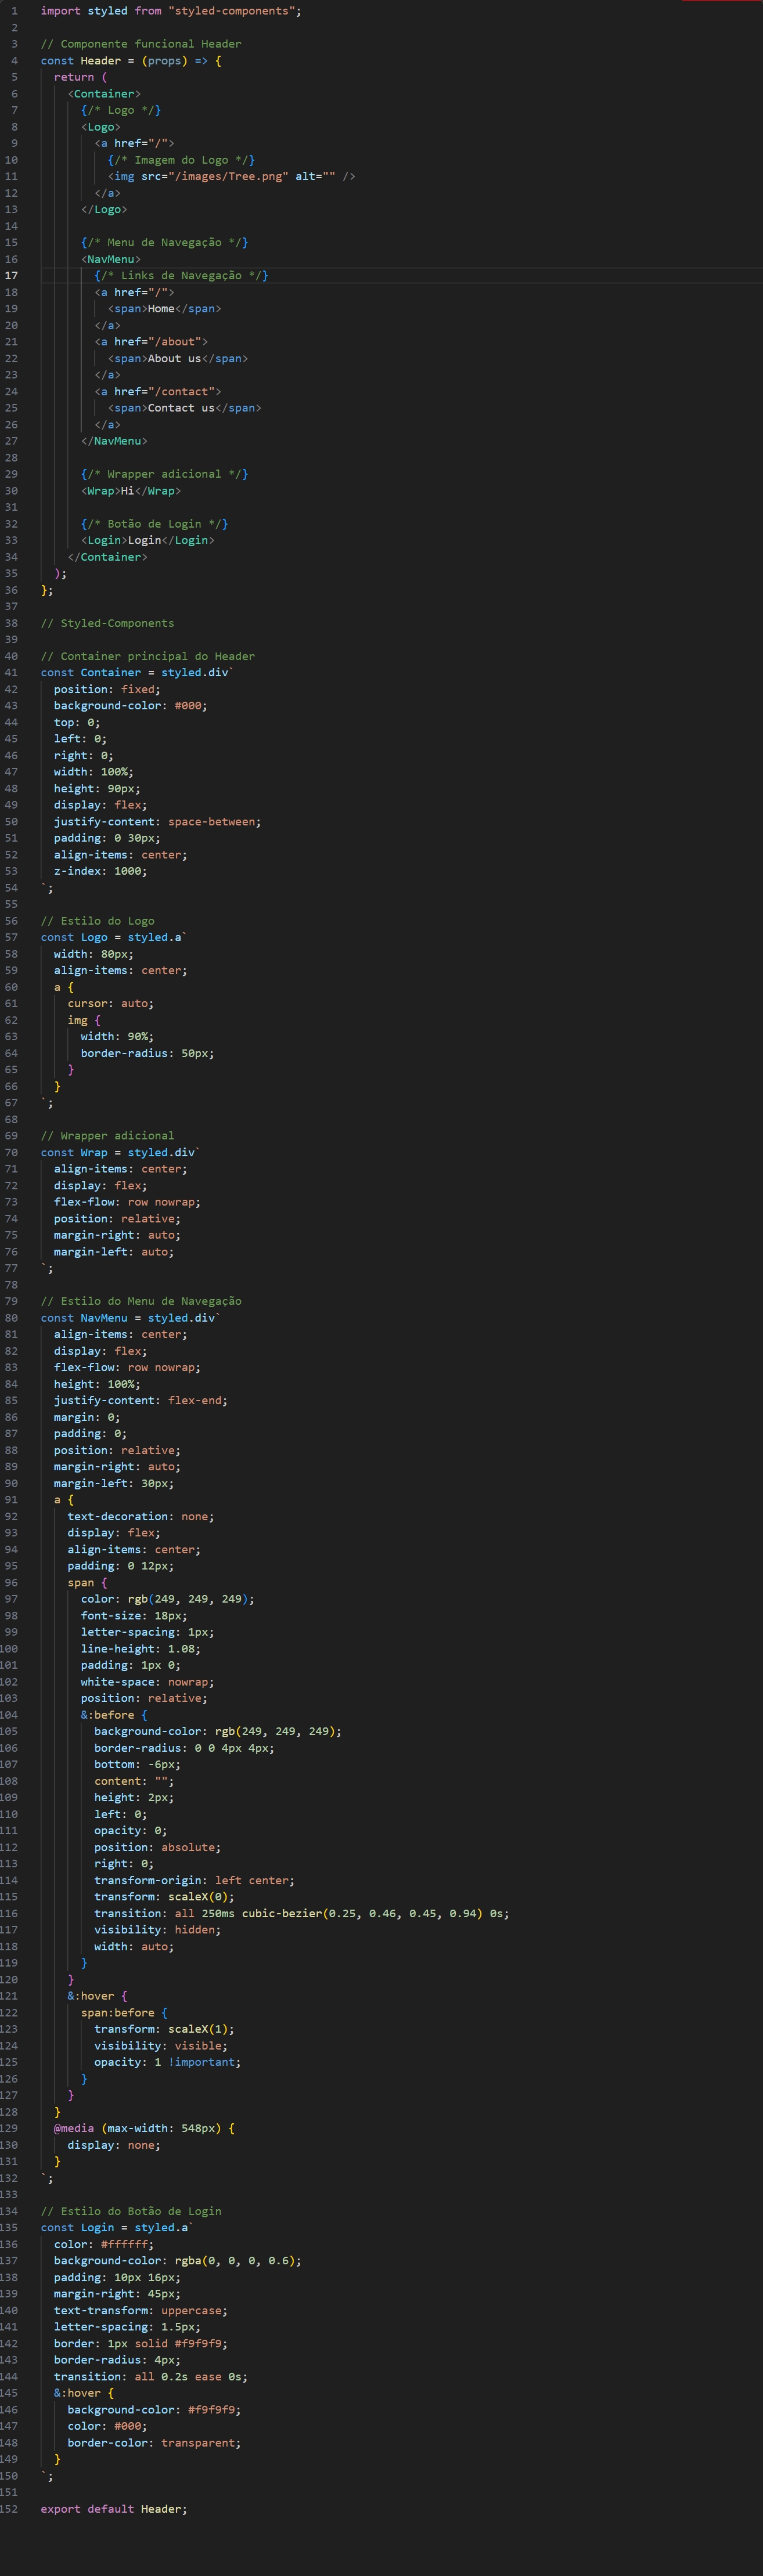 1 import styled from "styled-components";
2
3 // Componente funcional Header
4 const Header = (props) => {
5   return (
6     <Container>
7       {/* Logo */}
8       <Logo>
9         <a href="/">
10           {/* Imagem do Logo */}
11           <img src="/images/Tree.png" alt="" />
12         </a>
13       </Logo>
14
15       {/* Menu de Navegação */}
16       <NavMenu>
17         {/* Links de Navegação */}
18         <a href="/">
19           <span>Home</span>
20         </a>
21         <a href="/about">
22           <span>About us</span>
23         </a>
24         <a href="/contact">
25           <span>Contact us</span>
26         </a>
27       </NavMenu>
28
29       {/* Wrapper adicional */}
30       <Wrap>Hi</Wrap>
31
32       {/* Botão de Login */}
33       <Login>Login</Login>
34     </Container>
35   );
36 };
37
38 // Styled-Components
39
40 // Container principal do Header
41 const Container = styled.div`
42   position: fixed;
43   background-color: #000;
44   top: 0;
45   left: 0;
46   right: 0;
47   width: 100%;
48   height: 90px;
49   display: flex;
50   justify-content: space-between;
51   padding: 0 30px;
52   align-items: center;
53   z-index: 1000;
54 `;
55
56 // Estilo do Logo
57 const Logo = styled.a`
58   width: 80px;
59   align-items: center;
60   a {
61     cursor: auto;
62     img {
63       width: 90%;
64       border-radius: 50px;
65     }
66   }
67 `;
68
69 // Wrapper adicional
70 const Wrap = styled.div`
71   align-items: center;
72   display: flex;
73   flex-flow: row nowrap;
74   position: relative;
75   margin-right: auto;
76   margin-left: auto;
77 `;
78
79 // Estilo do Menu de Navegação
80 const NavMenu = styled.div`
81   align-items: center;
82   display: flex;
83   flex-flow: row nowrap;
84   height: 100%;
85   justify-content: flex-end;
86   margin: 0;
87   padding: 0;
88   position: relative;
89   margin-right: auto;
90   margin-left: 30px;
91   a {
92     text-decoration: none;
93     display: flex;
94     align-items: center;
95     padding: 0 12px;
96     span {
97       color: rgb(249, 249, 249);
98       font-size: 18px;
99       letter-spacing: 1px;
100       line-height: 1.08;
101       padding: 1px 0;
102       white-space: nowrap;
103       position: relative;
104       &:before {
105         background-color: rgb(249, 249, 249);
106         border-radius: 0 0 4px 4px;
107         bottom: -6px;
108         content: "";
109         height: 2px;
110         left: 0;
111         opacity: 0;
112         position: absolute;
113         right: 0;
114         transform-origin: left center;
115         transform: scaleX(0);
116         transition: all 250ms cubic-bezier(0.25, 0.46, 0.45, 0.94) 0s;
117         visibility: hidden;
118         width: auto;
119       }
120     }
121     &:hover {
122       span:before {
123         transform: scaleX(1);
124         visibility: visible;
125         opacity: 1 !important;
126       }
127     }
128   }
129   @media (max-width: 548px) {
130     display: none;
131   }
132 `;
133
134 // Estilo do Botão de Login
135 const Login = styled.a`
136   color: #ffffff;
137   background-color: rgba(0, 0, 0, 0.6);
138   padding: 10px 16px;
139   margin-right: 45px;
140   text-transform: uppercase;
141   letter-spacing: 1.5px;
142   border: 1px solid #f9f9f9;
143   border-radius: 4px;
144   transition: all 0.2s ease 0s;
145   &:hover {
146     background-color: #f9f9f9;
147     color: #000;
148     border-color: transparent;
149   }
150 `;
151
152 export default Header;